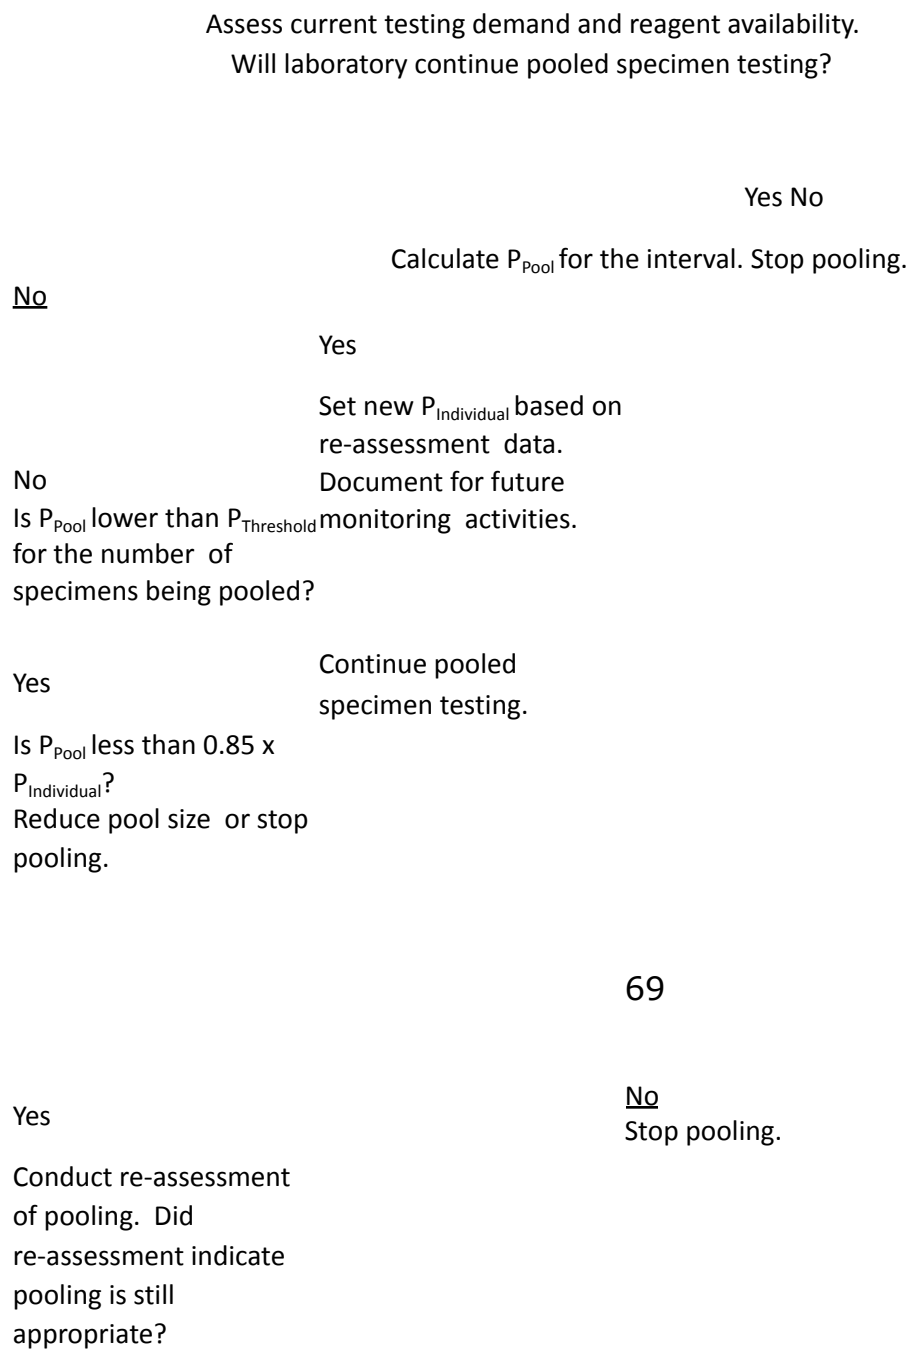 Assess current testing demand and reagent availability.
Will laboratory continue pooled specimen testing?
Yes No
Calculate PPool for the interval. Stop pooling.
No
Yes
Set new PIndividual based on
re-assessment data.
Document for future
monitoring activities.
No
Is PPool lower than PThreshold
for the number of
specimens being pooled?
Continue pooled
specimen testing.
Yes
Is PPool less than 0.85 x
PIndividual?
Reduce pool size or stop
pooling.
69
No
Stop pooling.
Yes
Conduct re-assessment
of pooling. Did
re-assessment indicate
pooling is still
appropriate?